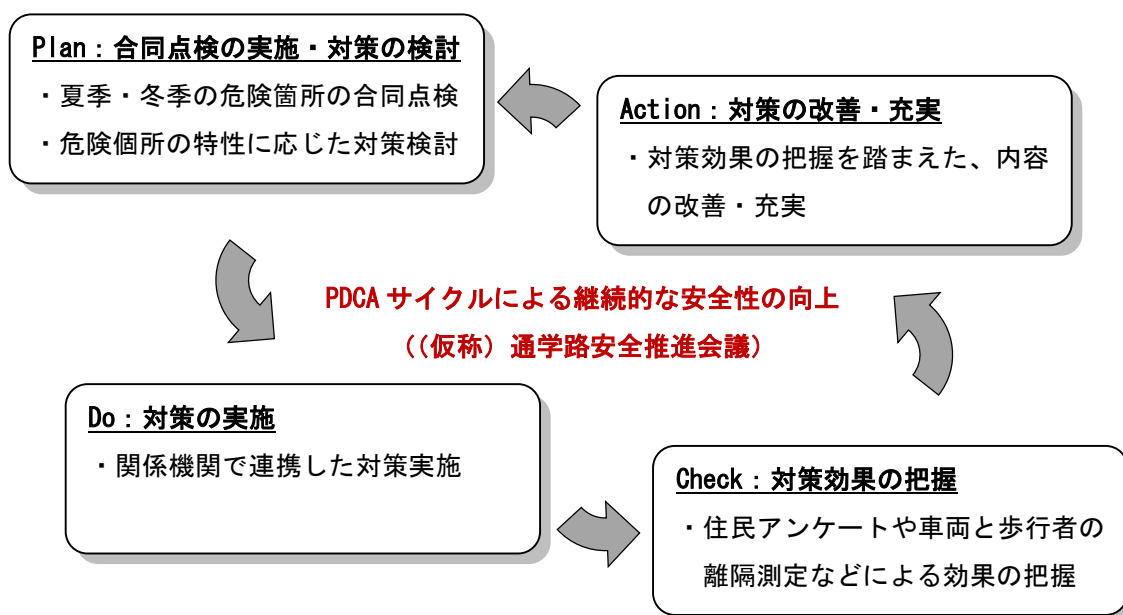 Plan：合同点検の実施・対策の検討
・夏季・冬季の危険箇所の合同点検
・危険個所の特性に応じた対策検討
Action：対策の改善・充実
・対策効果の把握を踏まえた、内容
の改善・充実
PDCA サイクルによる継続的な安全性の向上
（(仮称）通学路安全推進会議）
Do：対策の実施
・関係機関で連携した対策実施
Check：対策効果の把握
・住民アンケートや車両と歩行者の
離隔測定などによる効果の把握